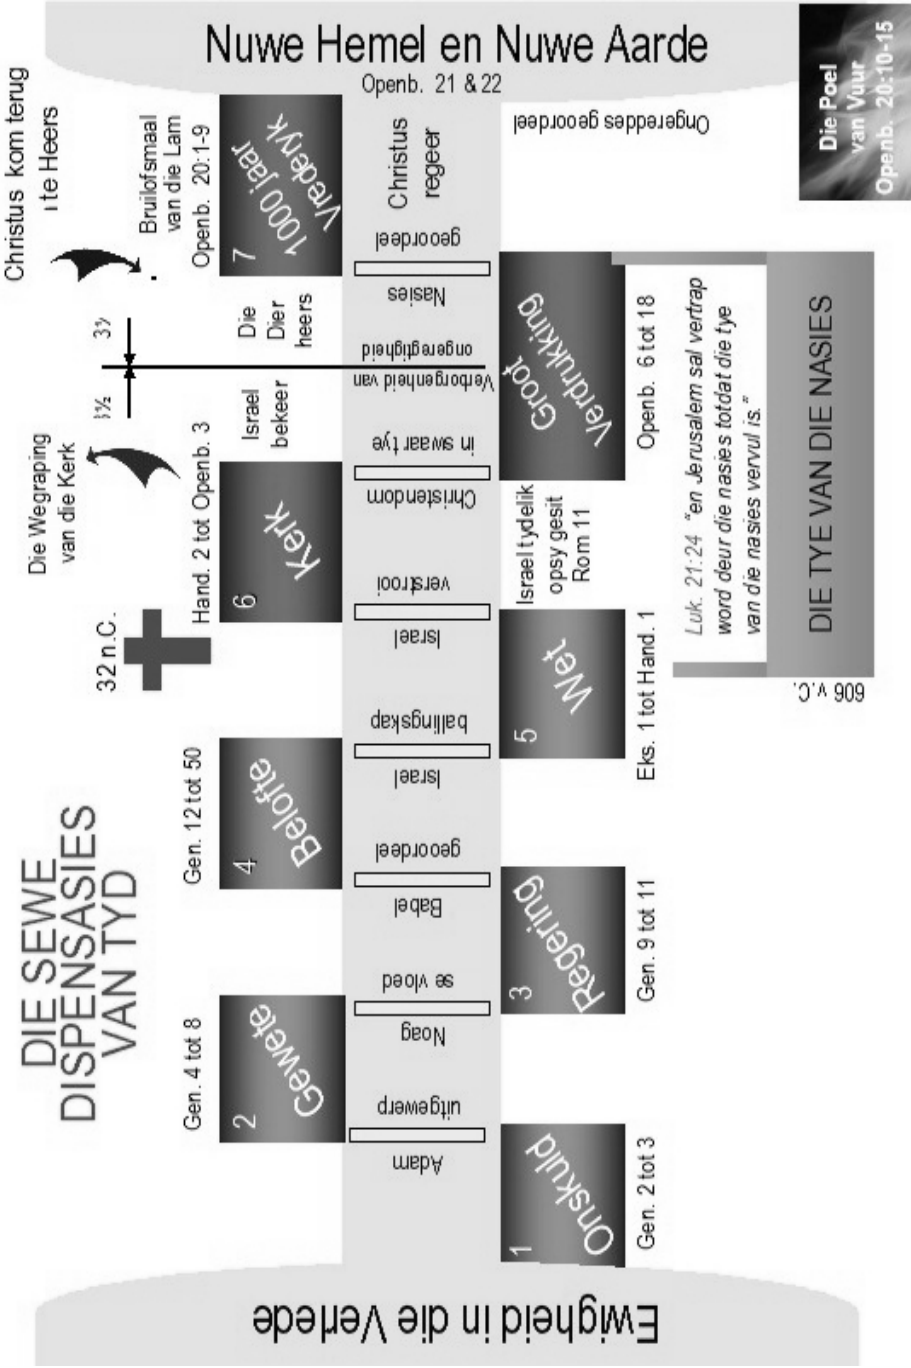 DIE SEWE
DISPENSASIES
VAN TYD
Ewigheid in die Verlede
1
Onskuld
Gen. 2 tot 3
Adam
uitgewerp
Gen. 4 tot 8
2
Gewete
Noag
se vloed
3
Regering
Gen. 9 tot 11
Babel
geoordeel
Gen. 12 tot 50
4
Belofte
Israel
ballingskap
5
Wet
Eks. 1 tot Hand. 1
Israel
verstrooi
32 n.C.
Hand. 2 tot Openb. 3
6
Kerk
Israel tydelik
opsy gesit
Rom 11
Christendom
in swaar tye
Die Wegraping
van die Kerk
3½
Israel
bekeer
Verborgenheid van
ongeregtigheid
Die
Dier
heers
Groot
Verdrukking
Openb. 6 tot 18
Luk. 21:24 "en Jerusalem sal vertrap
word deur die nasies totdat die tye
van die nasies vervul is."
DIE TYE VAN DIE NASIES
606 v.C.
Nasies
geoordeel
Christus kom terug
te Heers
Bruilofsmaal
van die Lam
Openb. 20:1-9
7
1000 jaar
Vrederyk
Christus
regeer
Ongereddes geoordeel
Nuwe Hemel en Nuwe Aarde
Openb. 21 & 22
Die Poel
van Vuur
Openb. 20:10-15